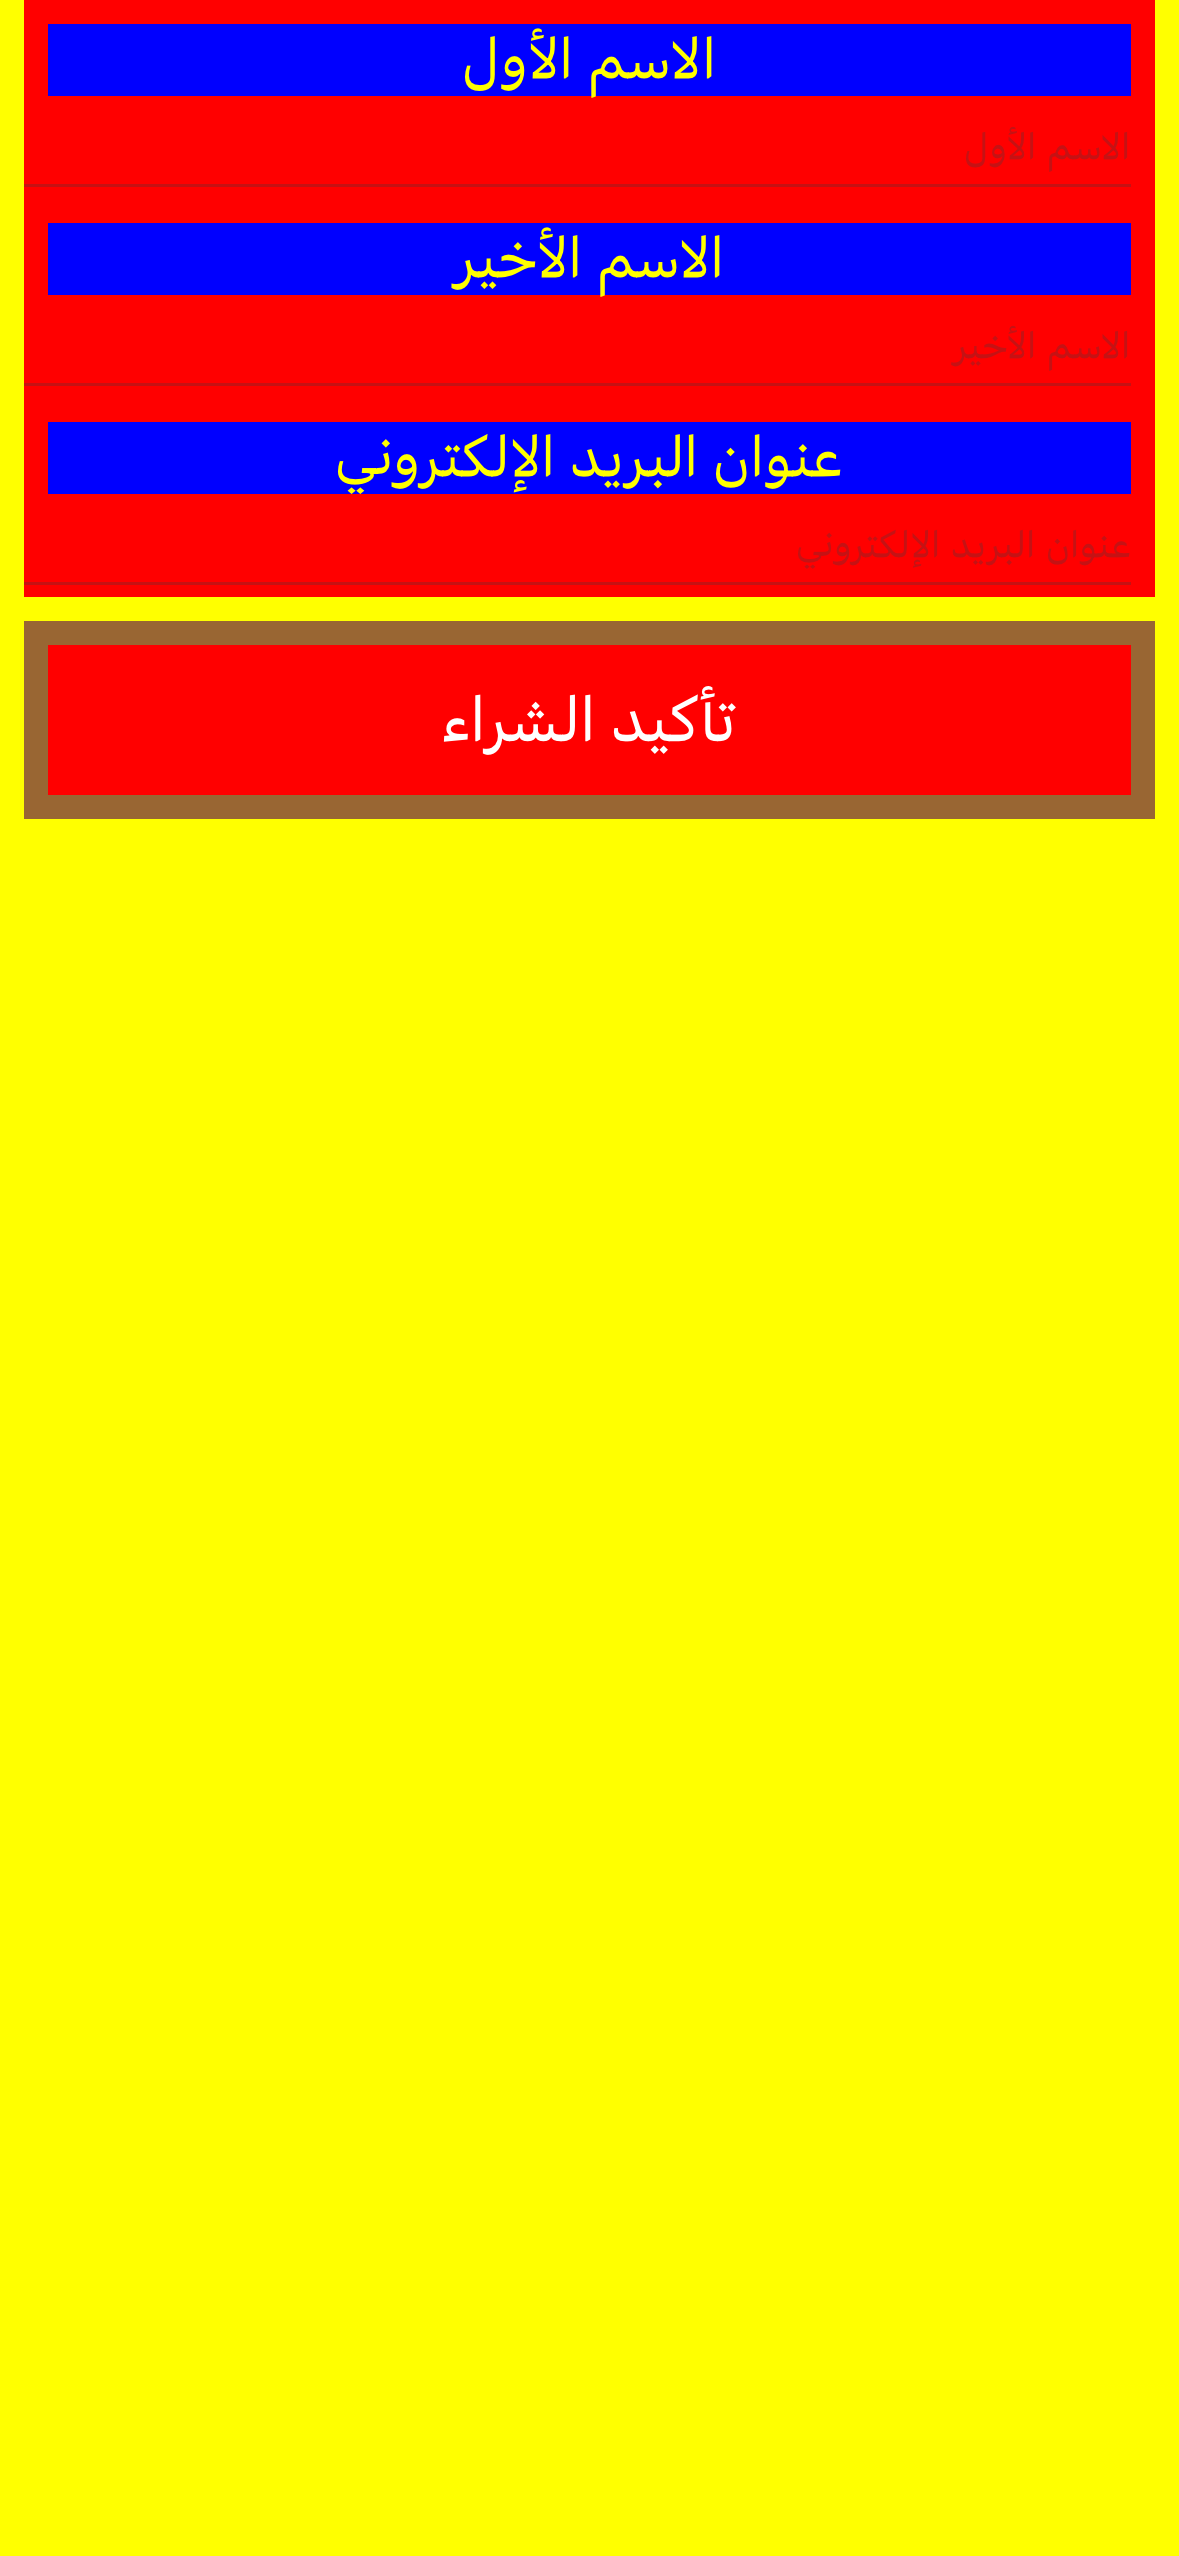 الاسم الأول
الاسم الأول
الاسم الأخير
الاسم الأخير
عنوان البريد الإلكتروني
عنوان البريد الإلكتروني
تأكيد الشراء